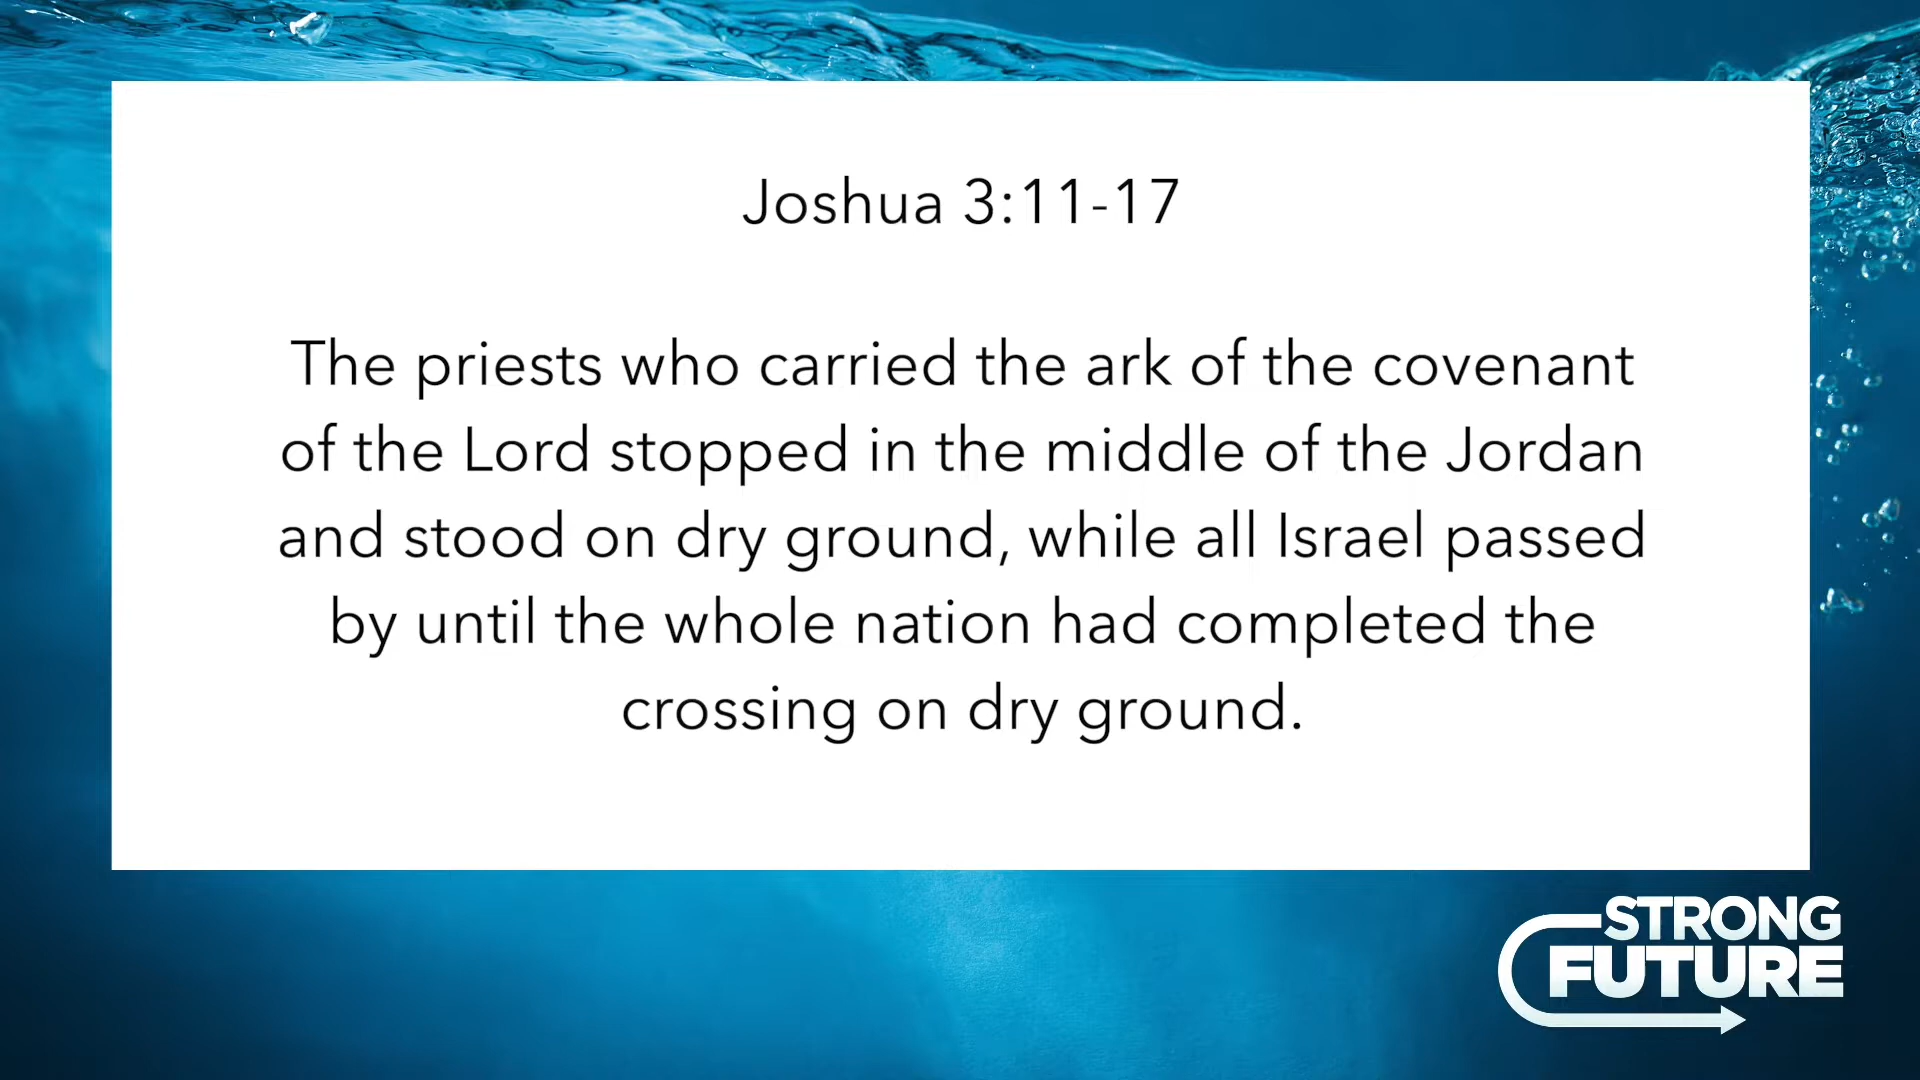 Joshua 3:11-17
The priests who carried the ark of the covenant
of the Lord stopped in the middle of the Jordan
and stood on dry ground, while all Israel passed
by until the whole nation had completed the
crossing on dry ground.
STRONG
FUTURE